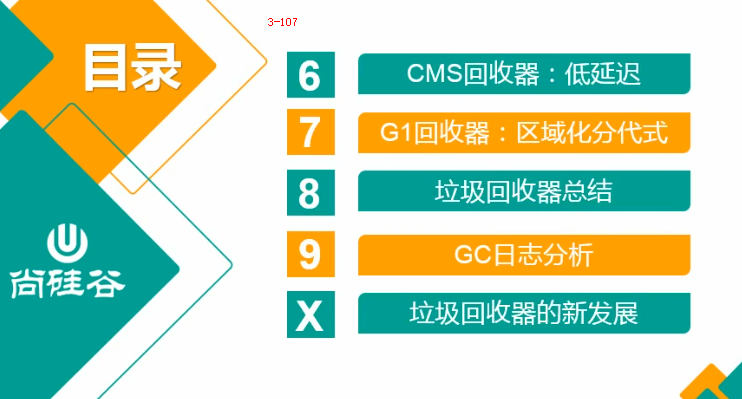 3-107
目录
6 CMS回收器：低延迟
7 G1回收器：区域化分代式
8 垃圾回收器总结
9 GC日志分析
X 垃圾回收器的新发展
尚硅谷